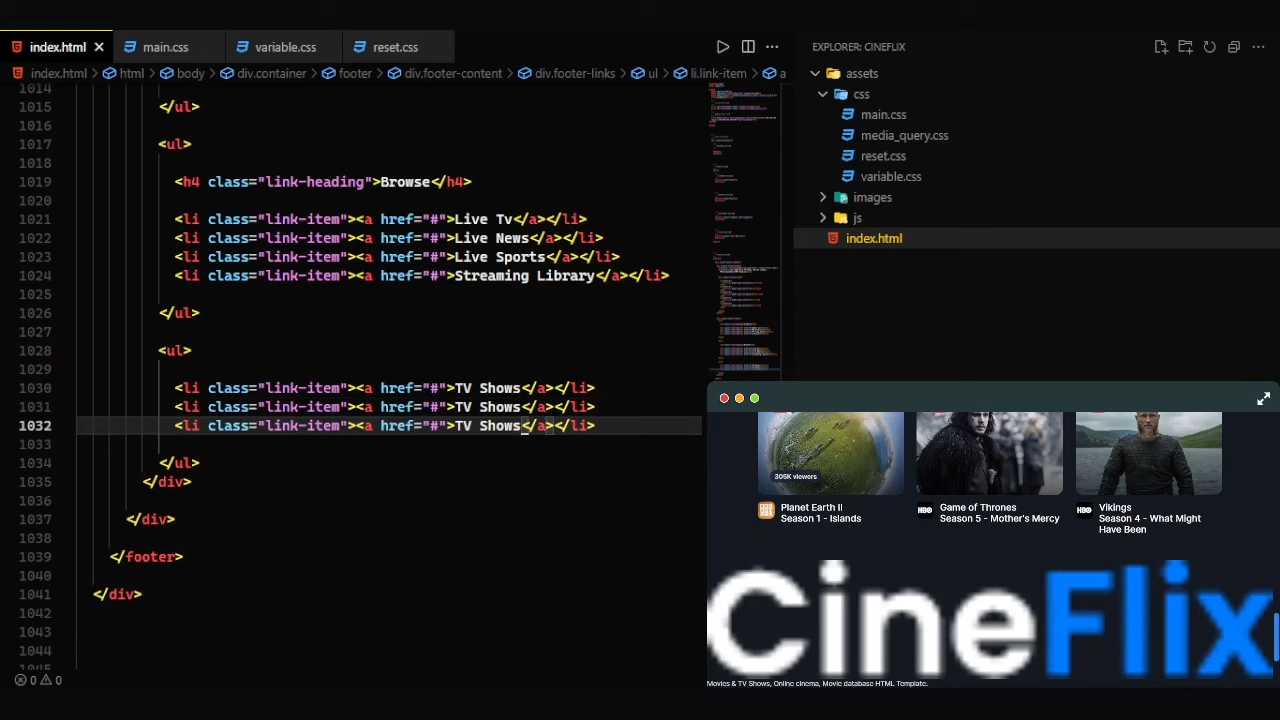 index.html
main.css
variable.css
reset.css
EXPLORER: CINEFLIX
index.html > html > body > div.container > footer > div.footer-content > div.footer-links > ul > li.link-item > a
assets
css
main.css
media_query.css
reset.css
variable.css
images
js
index.html
1014
1015 </ul>
1016
1017 <ul>
1018
1019 <h4 class="link-heading">Browse</h4>
1020
1021 <li class="link-item"><a href="#">Live Tv</a></li>
1022 <li class="link-item"><a href="#">Live News</a></li>
1023 <li class="link-item"><a href="#">Live Sports</a></li>
1024 <li class="link-item"><a href="#">Streaming Library</a></li>
1025
1026 </ul>
1027
1028 <ul>
1029
1030 <li class="link-item"><a href="#">TV Shows</a></li>
1031 <li class="link-item"><a href="#">TV Shows</a></li>
1032 <li class="link-item"><a href="#">TV Shows</a></li>
1033
1034 </ul>
1035 </div>
1036
1037 </div>
1038
1039 </footer>
1040
1041 </div>
1042
1043
1044
1045
0 0
305K viewers
Planet Earth II
Season 1 - Islands
HBO
Game of Thrones
Season 5 - Mother's Mercy
HBO
Vikings
Season 4 - What Might
Have Been
CineFlix
Movies & TV Shows, Online cinema, Movie database HTML Template.